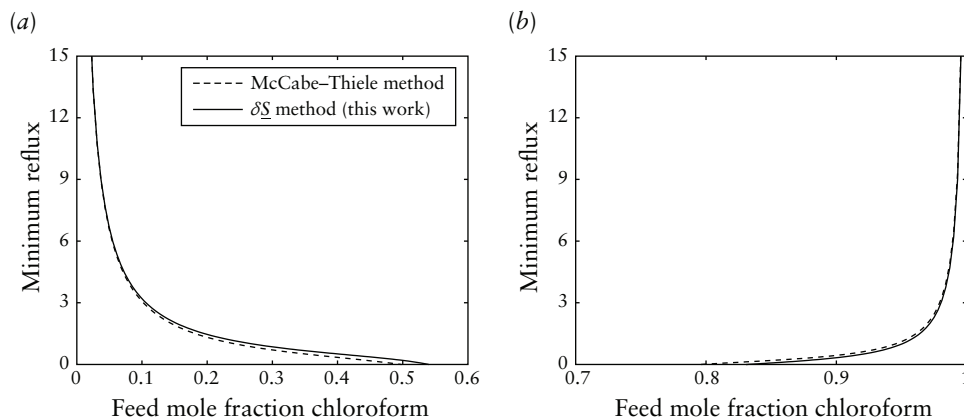 (a)
15
12
9
6
3
0
Minimum reflux
McCabe–Thiele method
δS method (this work)
0 0.1 0.2 0.3 0.4 0.5 0.6
Feed mole fraction chloroform
(b)
15
12
9
6
3
0
Minimum reflux
0.7 0.8 0.9 1
Feed mole fraction chloroform